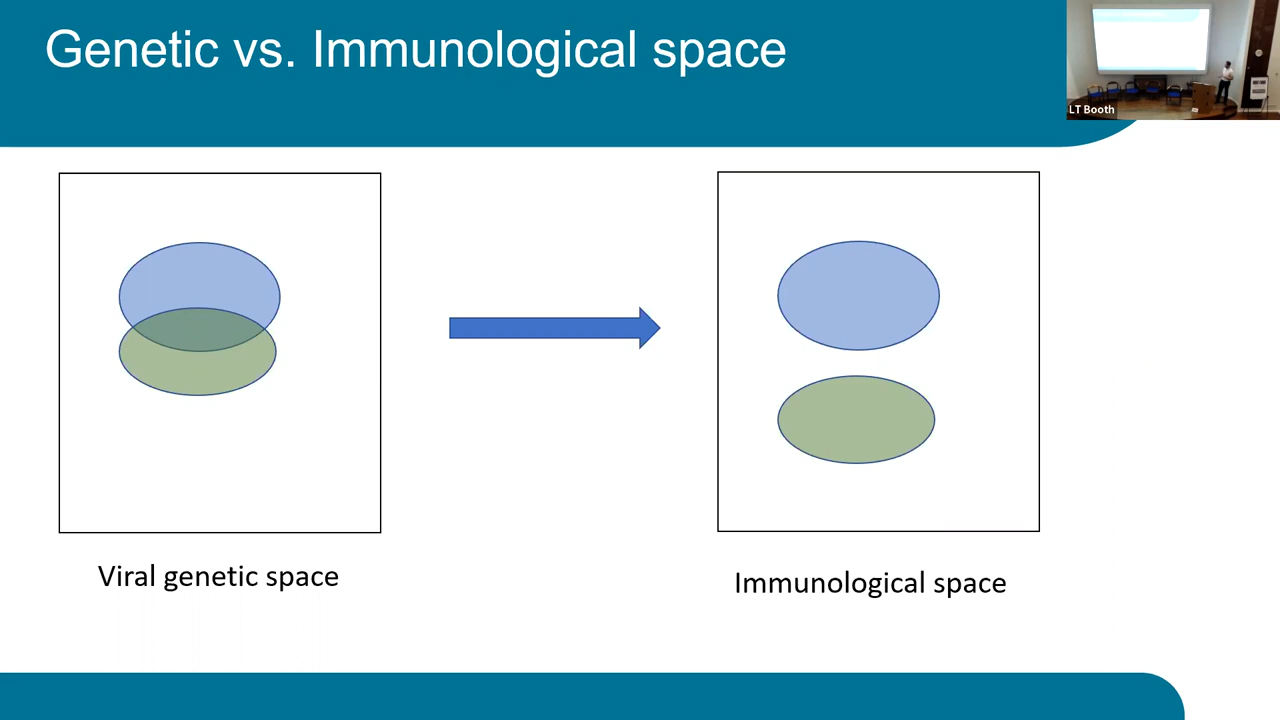 Genetic vs. Immunological space
LT Booth
Viral genetic space
Immunological space